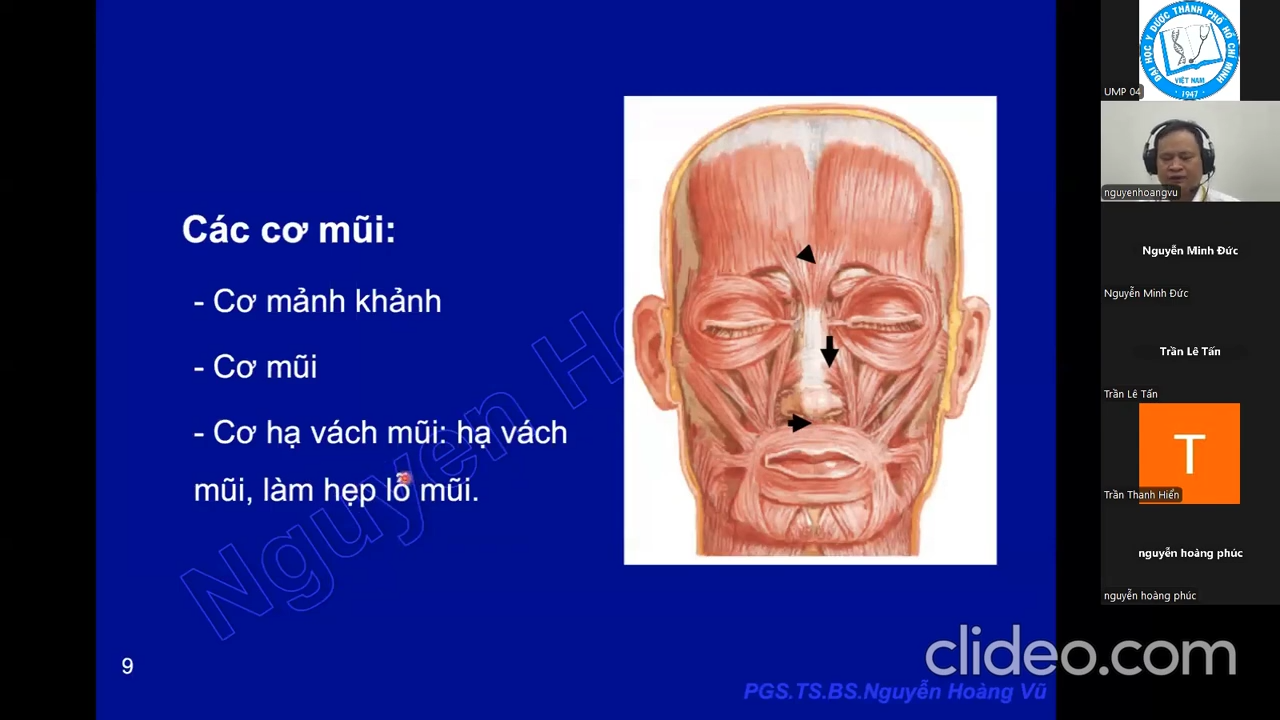 Các cơ mũi:
- Cơ mảnh khảnh
- Cơ mũi
- Cơ hạ vách mũi: hạ vách
mũi, làm hẹp lỗ mũi.
Nguyen Ho
9
PGS.TS.BS.Nguyễn Hoàng Vũ
clideo.com
ĐẠI HỌC Y DƯỢC THÀNH PHỐ HỒ CHÍ MINH
VIỆT NAM
1947
UMP 04
nguyenhoangvu
Nguyễn Minh Đức
Nguyễn Minh Đức
Trần Lê Tấn
Trần Lê Tấn
T
Trần Thanh Hiển
nguyễn hoàng phúc
nguyễn hoàng phúc